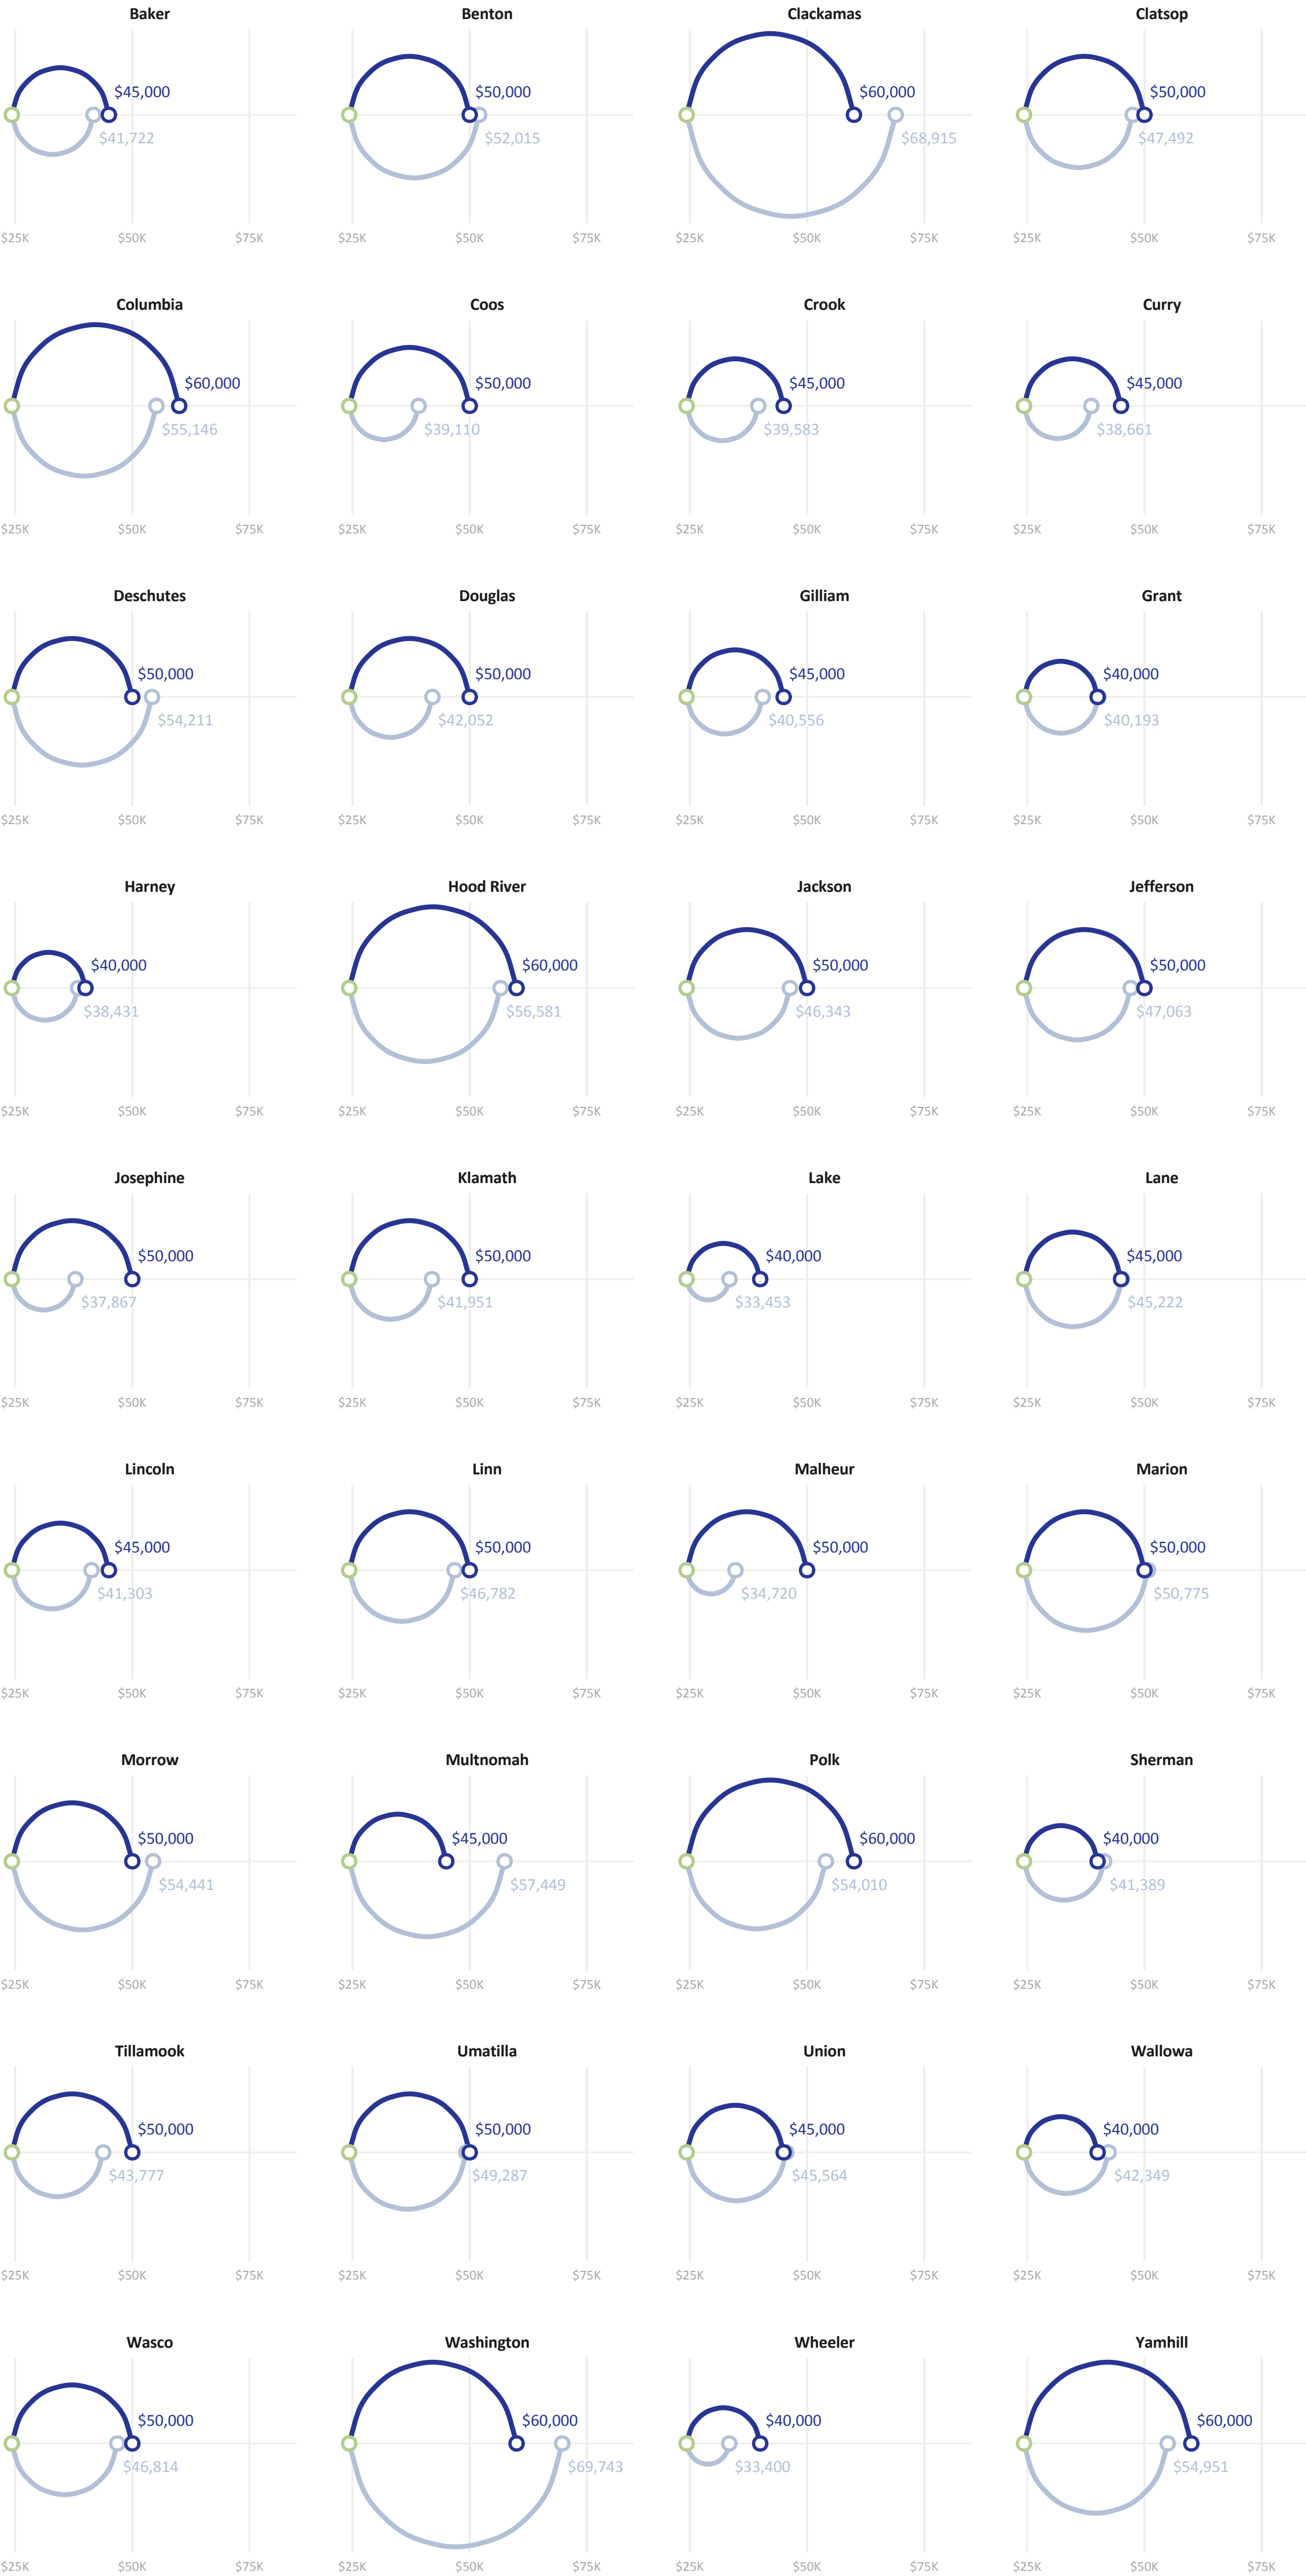 Baker Benton Clackamas Clatsop
$45,000 $50,000 $60,000 $50,000
$41,722 $52,015 $68,915 $47,492
$25K $50K $75K $25K $50K $75K $25K $50K $75K $25K $50K $75K
Columbia Coos Crook Curry
$60,000 $50,000 $45,000 $45,000
$55,146 $39,110 $39,583 $38,661
$25K $50K $75K $25K $50K $75K $25K $50K $75K $25K $50K $75K
Deschutes Douglas Gilliam Grant
$50,000 $50,000 $45,000 $40,000
$54,211 $42,052 $40,556 $40,193
$25K $50K $75K $25K $50K $75K $25K $50K $75K $25K $50K $75K
Harney Hood River Jackson Jefferson
$40,000 $60,000 $50,000 $50,000
$38,431 $56,581 $46,343 $47,063
$25K $50K $75K $25K $50K $75K $25K $50K $75K $25K $50K $75K
Josephine Klamath Lake Lane
$50,000 $50,000 $40,000 $45,000
$37,867 $41,951 $33,453 $45,222
$25K $50K $75K $25K $50K $75K $25K $50K $75K $25K $50K $75K
Lincoln Linn Malheur Marion
$45,000 $50,000 $50,000 $50,000
$41,303 $46,782 $34,720 $50,775
$25K $50K $75K $25K $50K $75K $25K $50K $75K $25K $50K $75K
Morrow Multnomah Polk Sherman
$50,000 $45,000 $60,000 $40,000
$54,441 $57,449 $54,010 $41,389
$25K $50K $75K $25K $50K $75K $25K $50K $75K $25K $50K $75K
Tillamook Umatilla Union Wallowa
$50,000 $50,000 $45,000 $40,000
$43,777 $49,287 $45,564 $42,349
$25K $50K $75K $25K $50K $75K $25K $50K $75K $25K $50K $75K
Wasco Washington Wheeler Yamhill
$50,000 $60,000 $40,000 $60,000
$46,814 $69,743 $33,400 $54,951
$25K $50K $75K $25K $50K $75K $25K $50K $75K $25K $50K $75K